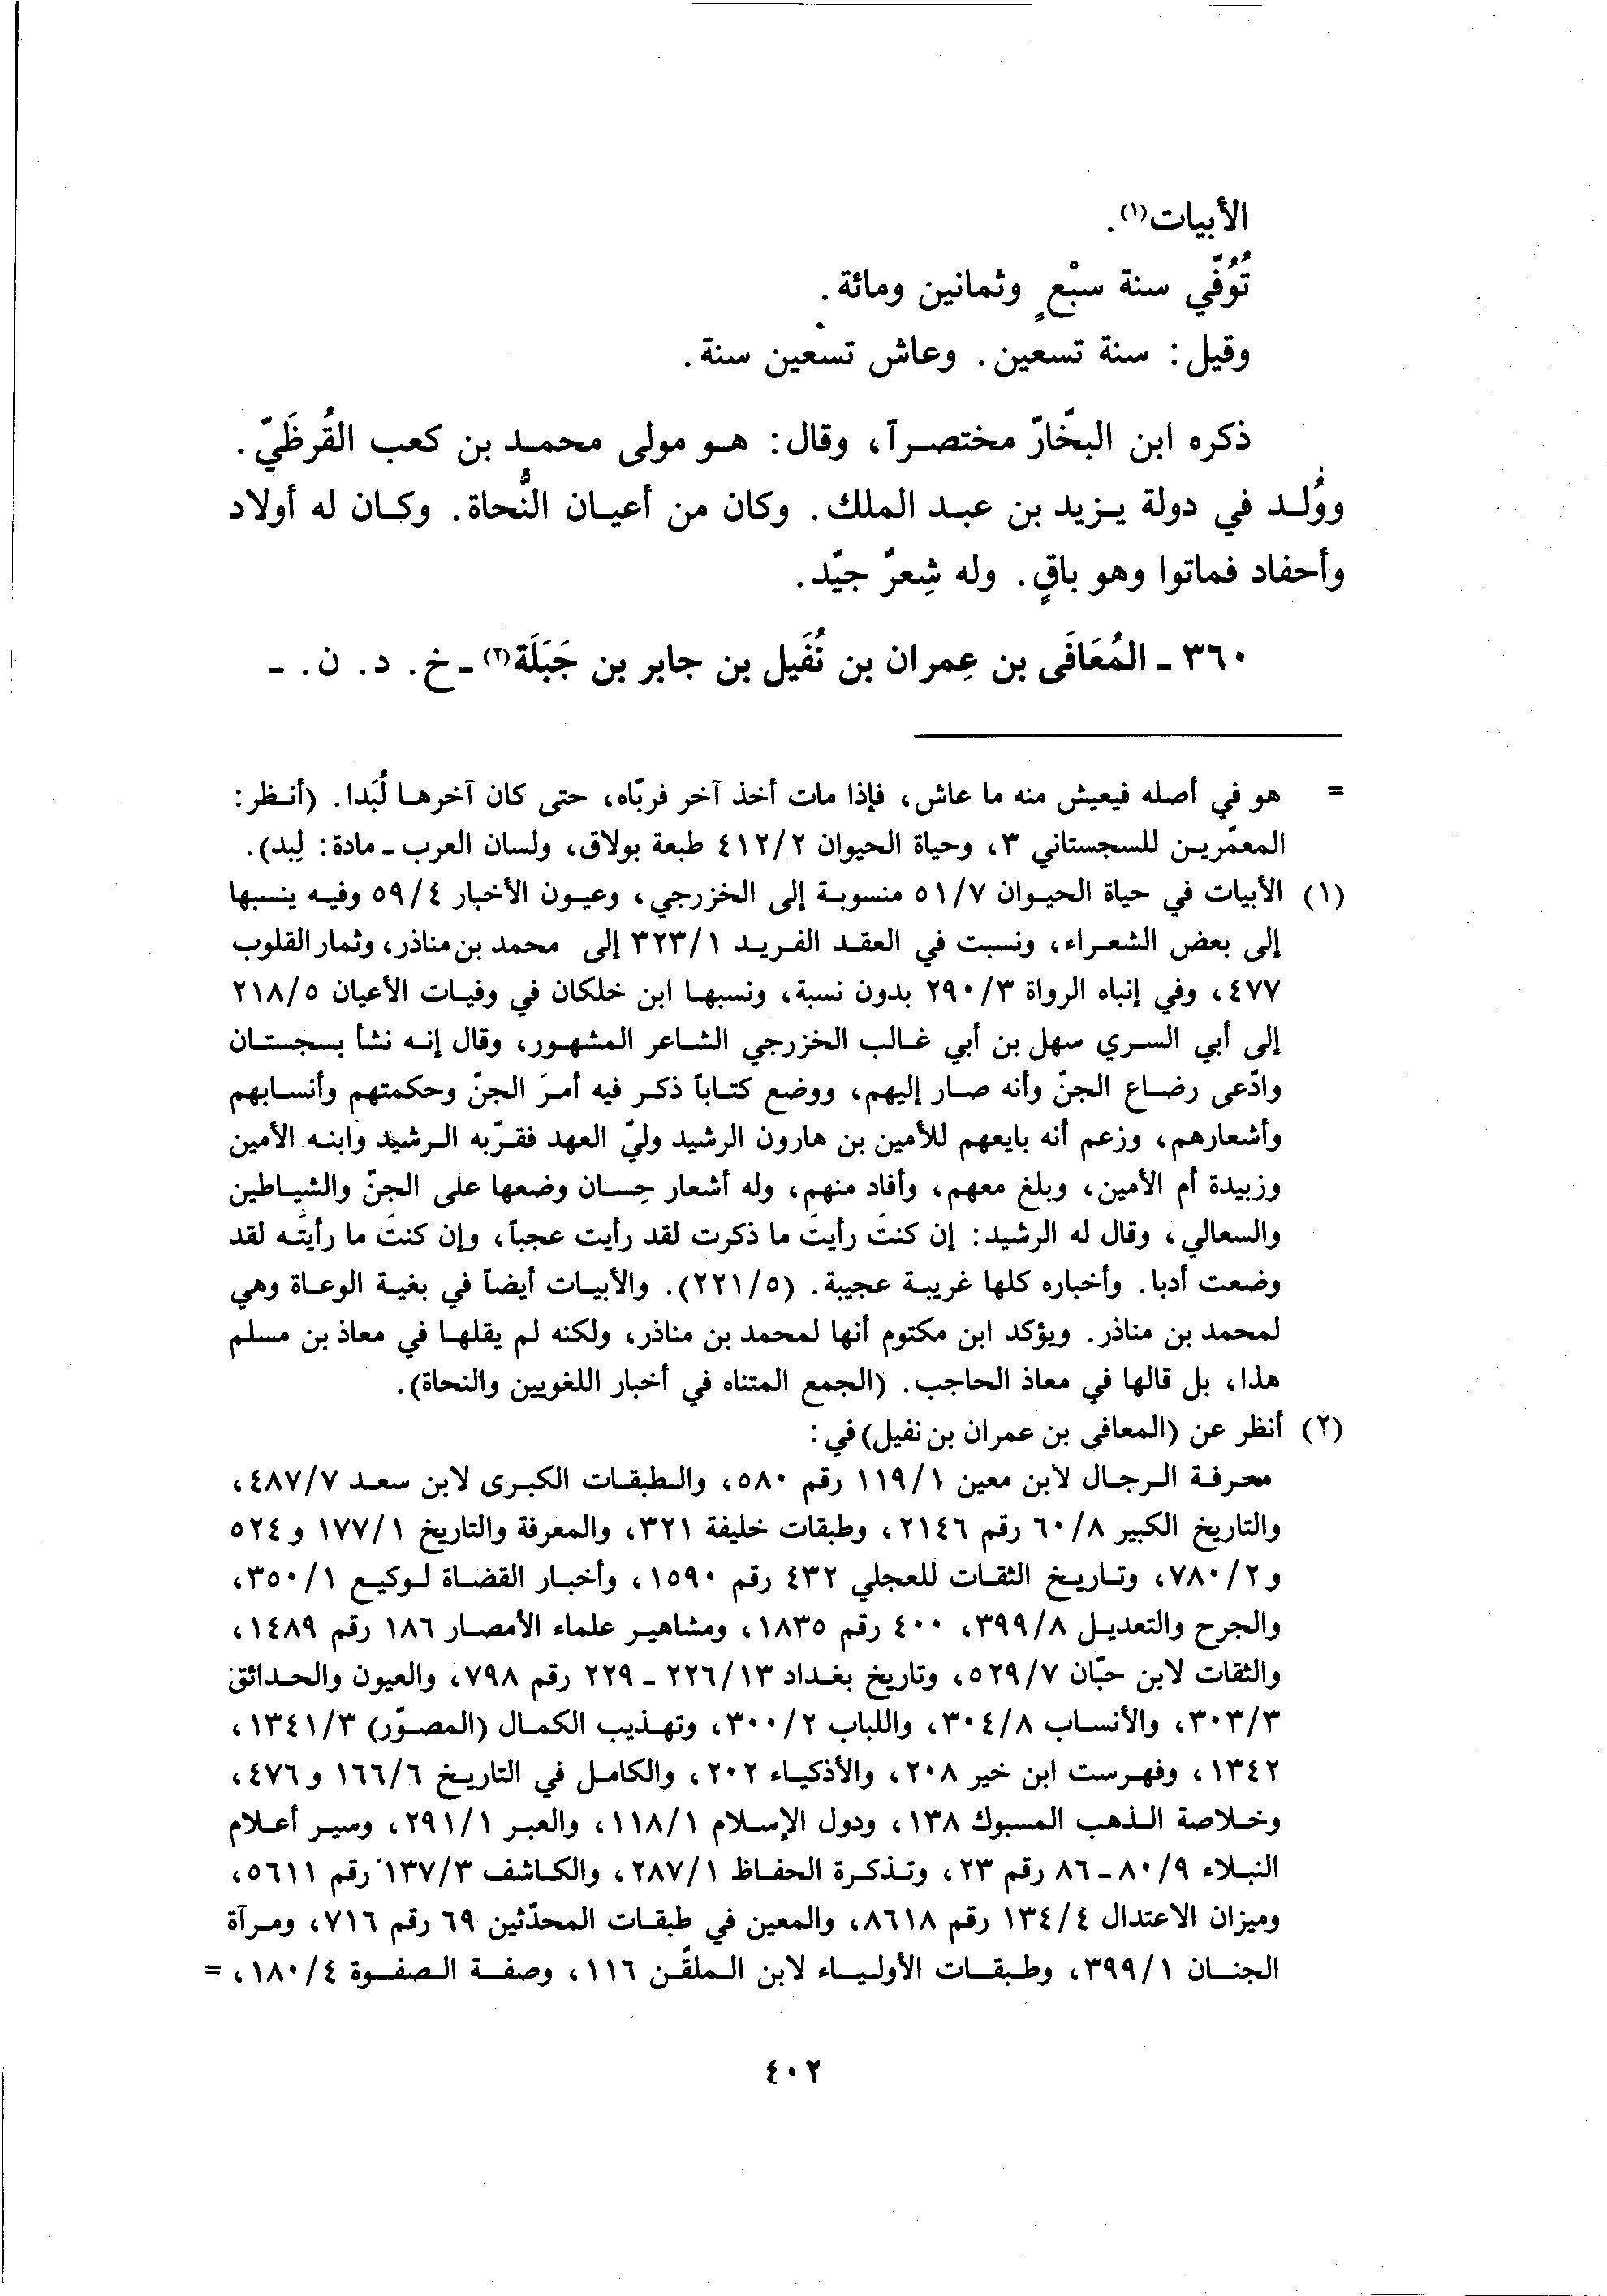 الأبيات(١).
تُوُفّي سنة سبْعٍ وثمانين ومائة.
وقيل: سنة تسعين. وعاش تسعين سنة.
ذكره ابن البخّارّ مختصراً، وقال: هو مولى محمد بن كعب القُرظَيّ.
ووُلد في دولة يزيد بن عبد الملك. وكان من أعيان النُّحاة. وكان له أولاد
وأحفاد فماتوا وهو باقٍ. وله شِعرٌ جيّد.
٣٦٠ - المُعَافَى بن عِمران بن نُفَيل بن جابر بن جَبَلَة(٢) - خ. د. ن. -
= هو في أصله فيعيش منه ما عاش، فإذا مات أخذ آخر فربّاه، حتى كان آخرها لُبَدا. (أنظر:
المعمّرين للسجستاني ٣، وحياة الحيوان ٤١٢/٢ طبعة بولاق، ولسان العرب - مادة: لِبد).
(١) الأبيات في حياة الحيوان ٥١/٧ منسوبة إلى الخزرجي، وعيون الأخبار ٥٩/٤ وفيه ينسبها
إلى بعض الشعراء، ونسبت في العقد الفريد ٣٢٣/١ إلى محمد بن مناذر، وثمار القلوب
٤٧٧، وفي إنباه الرواة ٢٩٠/٣ بدون نسبة، ونسبها ابن خلكان في وفيات الأعيان ٢١٨/٥
إلى أبي السري سهل بن أبي غالب الخزرجي الشاعر المشهور، وقال إنه نشأ بسجستان
وادّعى رضاع الجنّ وأنه صار إليهم، ووضع كتاباً ذكر فيه أمرَ الجنّ وحكمتهم وأنسابهم
وأشعارهم، وزعم أنه بايعهم للأمين بن هارون الرشيد وليّ العهد فقرّبه الرشيد وابنه الأمين
وزبيدة أم الأمين، وبلغ معهم، وأفاد منهم، وله أشعار حِسان وضعها على الجنّ والشياطين
والسعالي، وقال له الرشيد: إن كنتَ رأيتَ ما ذكرت لقد رأيت عجباً، وإن كنتَ ما رأيتَه لقد
وضعت أدبا. وأخباره كلها غريبة عجيبة. (٢٢١/٥). والأبيات أيضاً في بغية الوعاة وهي
لمحمد بن مناذر. ويؤكد ابن مكتوم أنها لمحمد بن مناذر، ولكنه لم يقلها في معاذ بن مسلم
هذا، بل قالها في معاذ الحاجب. (الجمع المتناه في أخبار اللغويين والنحاة).
(٢) أنظر عن (المعافى بن عمران بن نفيل) في:
معرفة الرجال لابن معين ١١٩/١ رقم ٥٨٠، والطبقات الكبرى لابن سعد ٤٨٧/٧،
والتاريخ الكبير ٦٠/٨ رقم ٢١٤٦، وطبقات خليفة ٣٢١، والمعرفة والتاريخ ١٧٧/١ و٥٢٤
و٧٨٠/٢، وتاريخ الثقات للعجلي ٤٣٢ رقم ١٥٩٠، وأخبار القضاة لوكيع ٣٥٠/١،
والجرح والتعديل ٣٩٩/٨، ٤٠٠ رقم ١٨٣٥، ومشاهير علماء الأمصار ١٨٦ رقم ١٤٨٩،
والثقات لابن حبّان ٥٢٩/٧، وتاريخ بغداد ٢٢٦/١٣ - ٢٢٩ رقم ٧٩٨، والعيون والحدائق
٣٠٣/٣، والأنساب ٣٠٤/٨، واللباب ٣٠٠/٢، وتهذيب الكمال (المصوّر) ١٣٤١/٣،
١٣٤٢، وفهرست ابن خير ٢٠٨، والأذكياء ٢٠٢، والكامل في التاريخ ١٦٦/٦ و٤٧٦،
وخلاصة الذهب المسبوك ١٣٨، ودول الإسلام ١١٨/١، والعبر ٢٩١/١، وسير أعلام
النبلاء ٨٠/٩ - ٨٦ رقم ٢٣، وتذكرة الحفاظ ٢٨٧/١، والكاشف ١٣٧/٣ رقم ٥٦١١،
وميزان الاعتدال ١٣٤/٤ رقم ٨٦١٨، والمعين في طبقات المحدّثين ٦٩ رقم ٧١٦، ومرآة
الجنان ٣٩٩/١، وطبقات الأولياء لابن الملقّن ١١٦، وصفة الصفوة ١٨٠/٤، =
٤٠٢